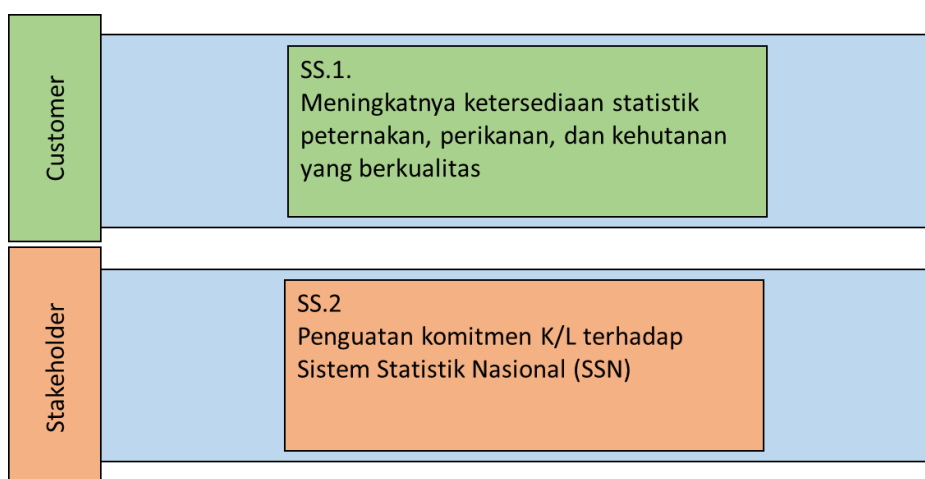 Customer
SS.1.
Meningkatnya ketersediaan statistik
peternakan, perikanan, dan kehutanan
yang berkualitas
Stakeholder
SS.2
Penguatan komitmen K/L terhadap
Sistem Statistik Nasional (SSN)